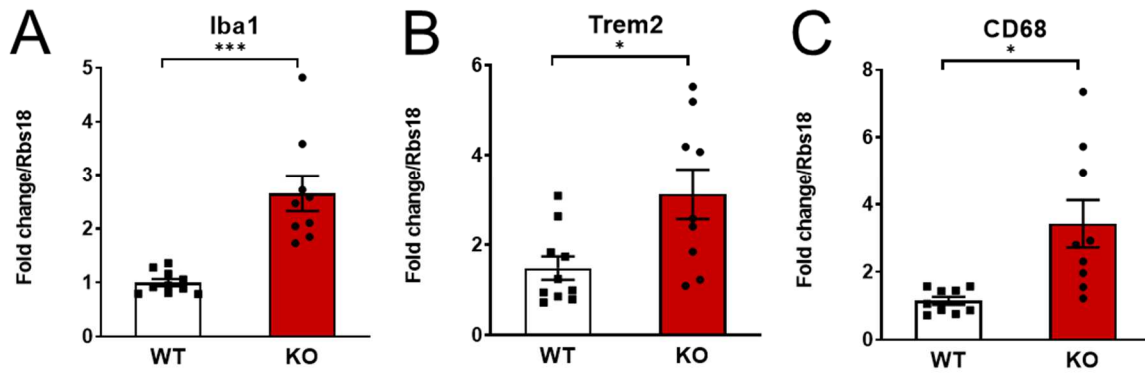 A
Iba1
***
Fold change/Rbs18
5
4
3
2
1
0
WT
KO
B
Trem2
*
Fold change/Rbs18
6
4
2
0
WT
KO
C
CD68
*
Fold change/Rbs18
8
6
4
2
0
WT
KO